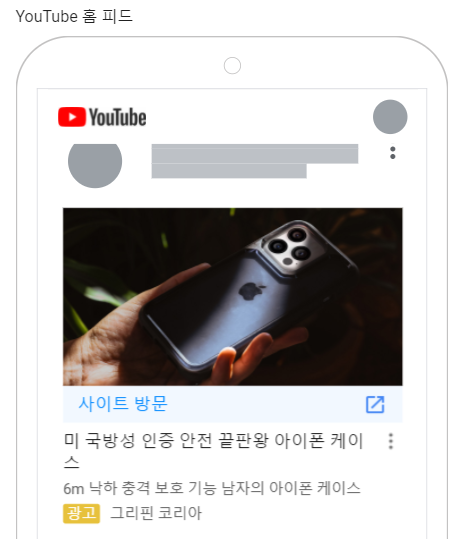 YouTube 홈 피드
YouTube
사이트 방문
미 국방성 인증 안전 끝판왕 아이폰 케이
스
6m 낙하 충격 보호 기능 남자의 아이폰 케이스
광고 그리핀 코리아